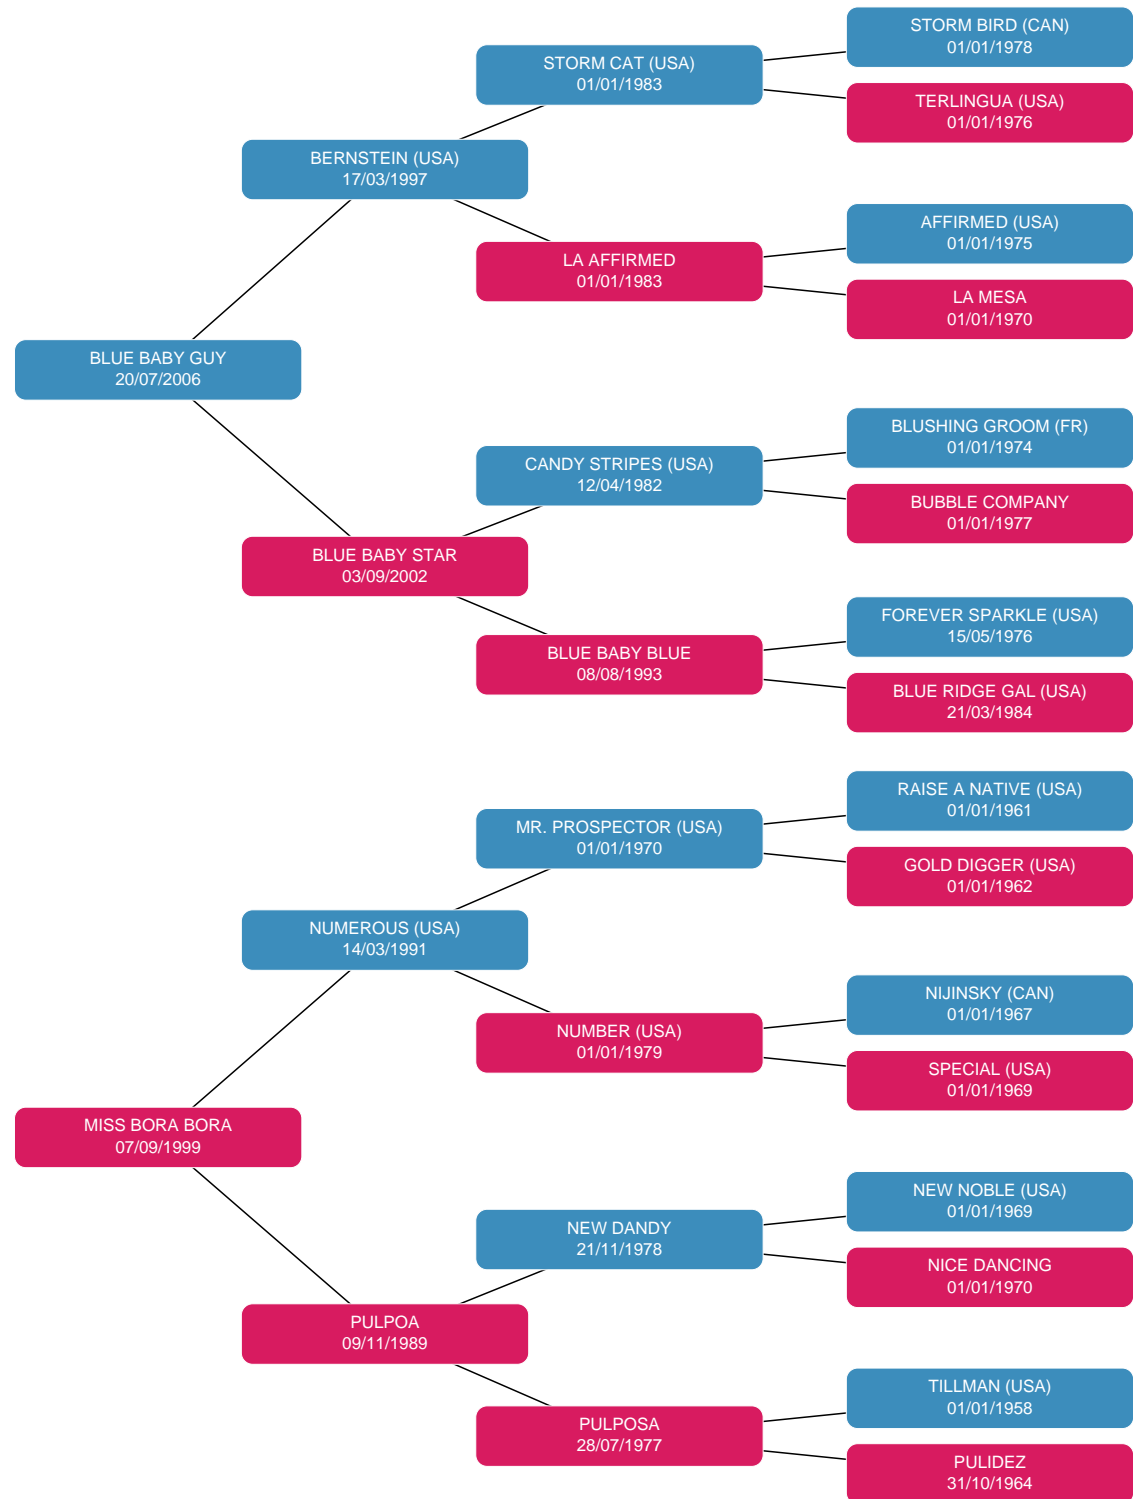 STORM BIRD (CAN)
01/01/1978
STORM CAT (USA)
01/01/1983
TERLINGUA (USA)
01/01/1976
BERNSTEIN (USA)
17/03/1997
AFFIRMED (USA)
01/01/1975
LA AFFIRMED
01/01/1983
LA MESA
01/01/1970
BLUE BABY GUY
20/07/2006
BLUSHING GROOM (FR)
01/01/1974
CANDY STRIPES (USA)
12/04/1982
BUBBLE COMPANY
01/01/1977
BLUE BABY STAR
03/09/2002
FOREVER SPARKLE (USA)
15/05/1976
BLUE BABY BLUE
08/08/1993
BLUE RIDGE GAL (USA)
21/03/1984
RAISE A NATIVE (USA)
01/01/1961
MR. PROSPECTOR (USA)
01/01/1970
GOLD DIGGER (USA)
01/01/1962
NUMEROUS (USA)
14/03/1991
NIJINSKY (CAN)
01/01/1967
NUMBER (USA)
01/01/1979
SPECIAL (USA)
01/01/1969
MISS BORA BORA
07/09/1999
NEW NOBLE (USA)
01/01/1969
NEW DANDY
21/11/1978
NICE DANCING
01/01/1970
PULPOA
09/11/1989
TILLMAN (USA)
01/01/1958
PULPOSA
28/07/1977
PULIDEZ
31/10/1964